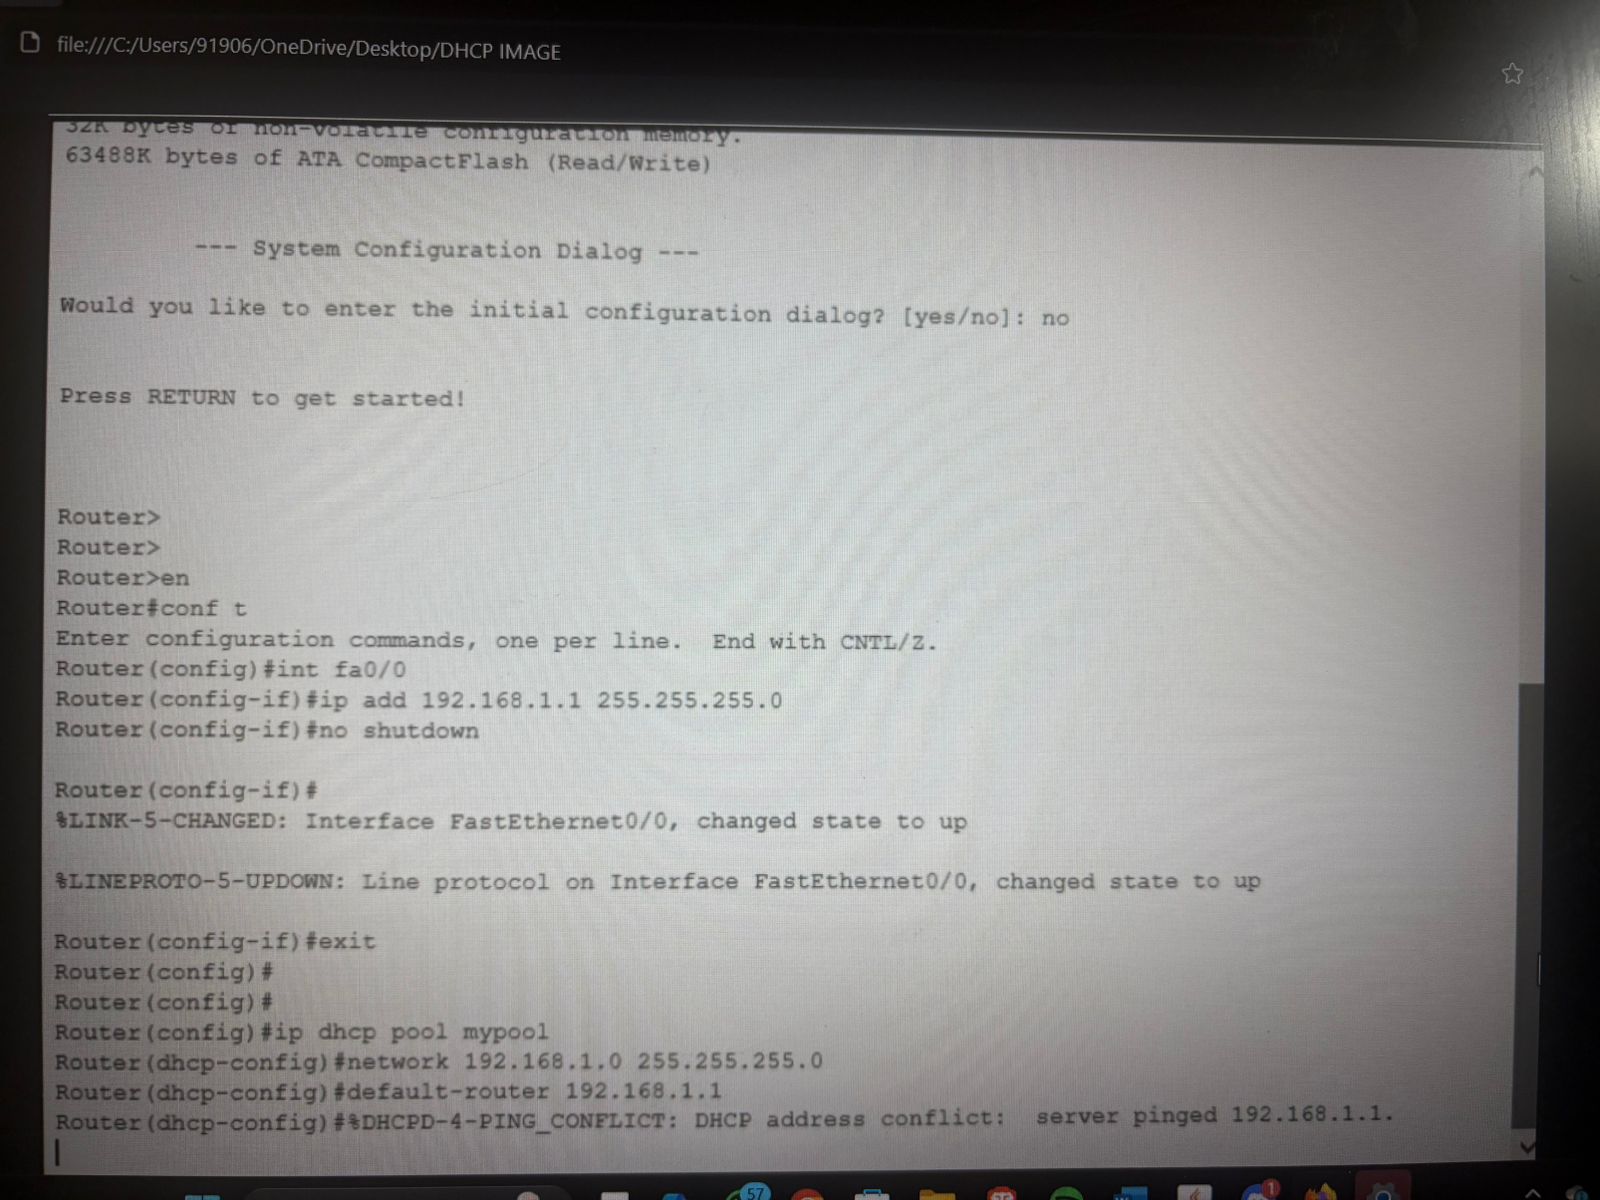 file:///C:/Users/91906/OneDrive/Desktop/DHCP IMAGE
32K bytes of non-volatile configuration memory.
63488K bytes of ATA CompactFlash (Read/Write)
--- System Configuration Dialog ---
Would you like to enter the initial configuration dialog? [yes/no]: no
Press RETURN to get started!
Router>
Router>
Router>en
Router#conf t
Enter configuration commands, one per line.  End with CNTL/Z.
Router(config)#int fa0/0
Router(config-if)#ip add 192.168.1.1 255.255.255.0
Router(config-if)#no shutdown
Router(config-if)#
%LINK-5-CHANGED: Interface FastEthernet0/0, changed state to up
%LINEPROTO-5-UPDOWN: Line protocol on Interface FastEthernet0/0, changed state to up
Router(config-if)#exit
Router(config)#
Router(config)#
Router(config)#ip dhcp pool mypool
Router(dhcp-config)#network 192.168.1.0 255.255.255.0
Router(dhcp-config)#default-router 192.168.1.1
Router(dhcp-config)#%DHCPD-4-PING_CONFLICT: DHCP address conflict:  server pinged 192.168.1.1.
57
1